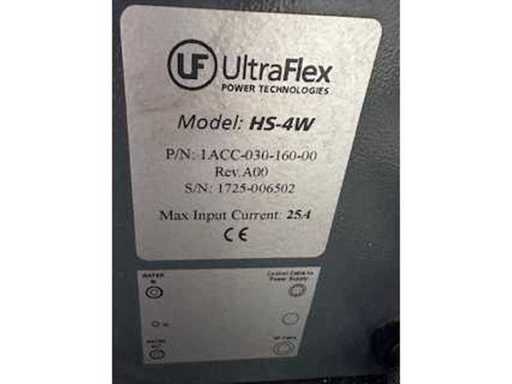 UF UltraFlex
POWER TECHNOLOGIES
Model: HS-4W
P/N: 1ACC-030-160-00
Rev.A00
S/N: 1725-006502
Max Input Current: 25A
CE
WATER
Control Cable to
Power Supply
WATER